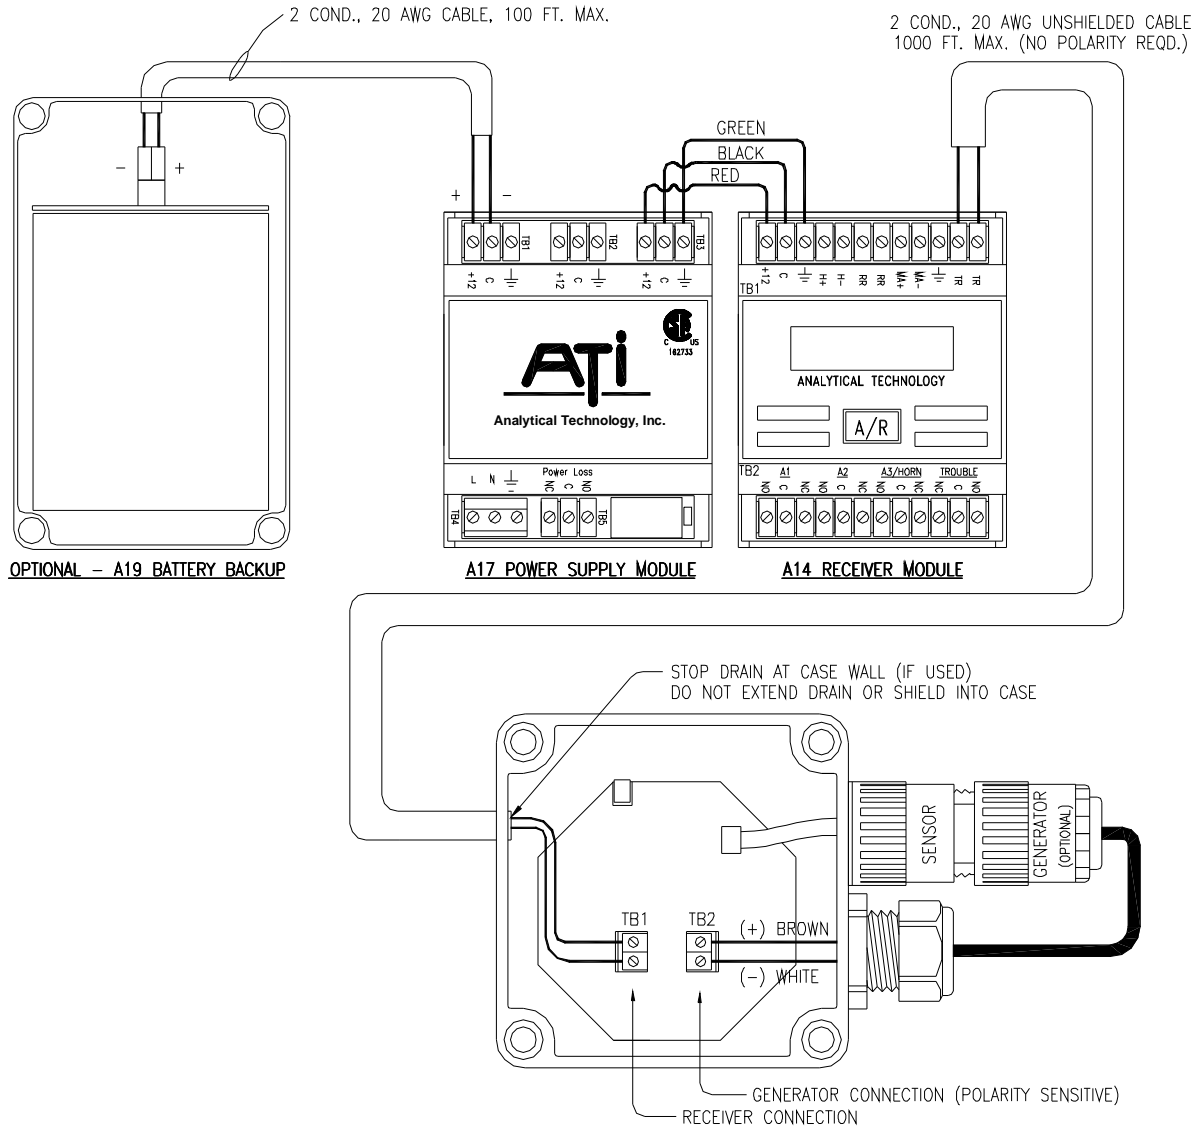 2 COND., 20 AWG CABLE, 100 FT. MAX.
2 COND., 20 AWG UNSHIELDED CABLE
1000 FT. MAX. (NO POLARITY REQD.)
GREEN
BLACK
RED
- +
+ -
TB1
TB2
TB3
+12 C
+12 C
+12 C
TB1
+12 C H+ H- RR RR MA+ MA- TR TR
C US
162733
ATi
Analytical Technology, Inc.
ANALYTICAL TECHNOLOGY
A/R
L N
Power Loss
NC C NO
TB4
TB5
TB2 A1 A2 A3/HORN TROUBLE
NO C NC NO C NC NO C NC NC C NO
OPTIONAL - A19 BATTERY BACKUP
A17 POWER SUPPLY MODULE
A14 RECEIVER MODULE
STOP DRAIN AT CASE WALL (IF USED)
DO NOT EXTEND DRAIN OR SHIELD INTO CASE
SENSOR
GENERATOR
(OPTIONAL)
TB1
TB2
(+) BROWN
(-) WHITE
GENERATOR CONNECTION (POLARITY SENSITIVE)
RECEIVER CONNECTION